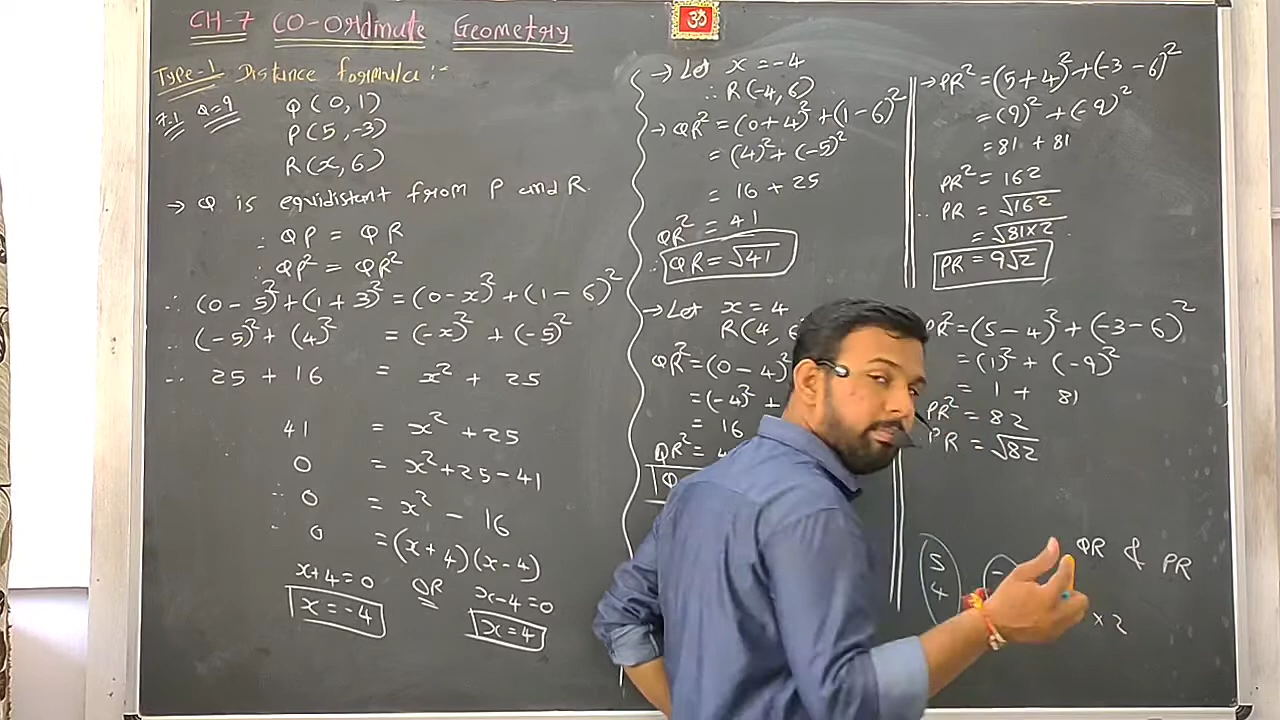 CH-7 CO-Ordinate Geometry
ॐ
Type-1 Distance formula :-
7.1 Q=9 Q(0,1)
P(5,-3)
R(x,6)
→ Q is equidistant from P and R.
∴ QP = QR
∴ QP² = QR²
∴ (0-5)²+(1+3)² = (0-x)²+(1-6)²
∴ (-5)²+(4)² = (-x)²+(-5)²
∴ 25 + 16 = x² + 25
41 = x² + 25
0 = x²+25-41
∴ 0 = x² - 16
∴ 0 = (x+4)(x-4)
x+4=0 OR x-4=0
x=-4 x=4
→ Let x = -4
∴ R(-4,6)
→ QR² = (0+4)²+(1-6)²
= (4)²+(-5)²
= 16 + 25
QR² = 41
∴ QR = √41
→ Let x = 4
R(4, 6
QR² = (0-4)²
= (-4)² +
= 16
QR² = 4
→ PR² = (5+4)²+(-3-6)²
= (9)² + (-9)²
= 81 + 81
PR² = 162
∴ PR = √162
= √81×2
PR = 9√2
PR² = (5-4)²+(-3-6)²
= (1)² + (-9)²
= 1 + 81
PR² = 82
PR = √82
5
4
-
QR & PR
× 2